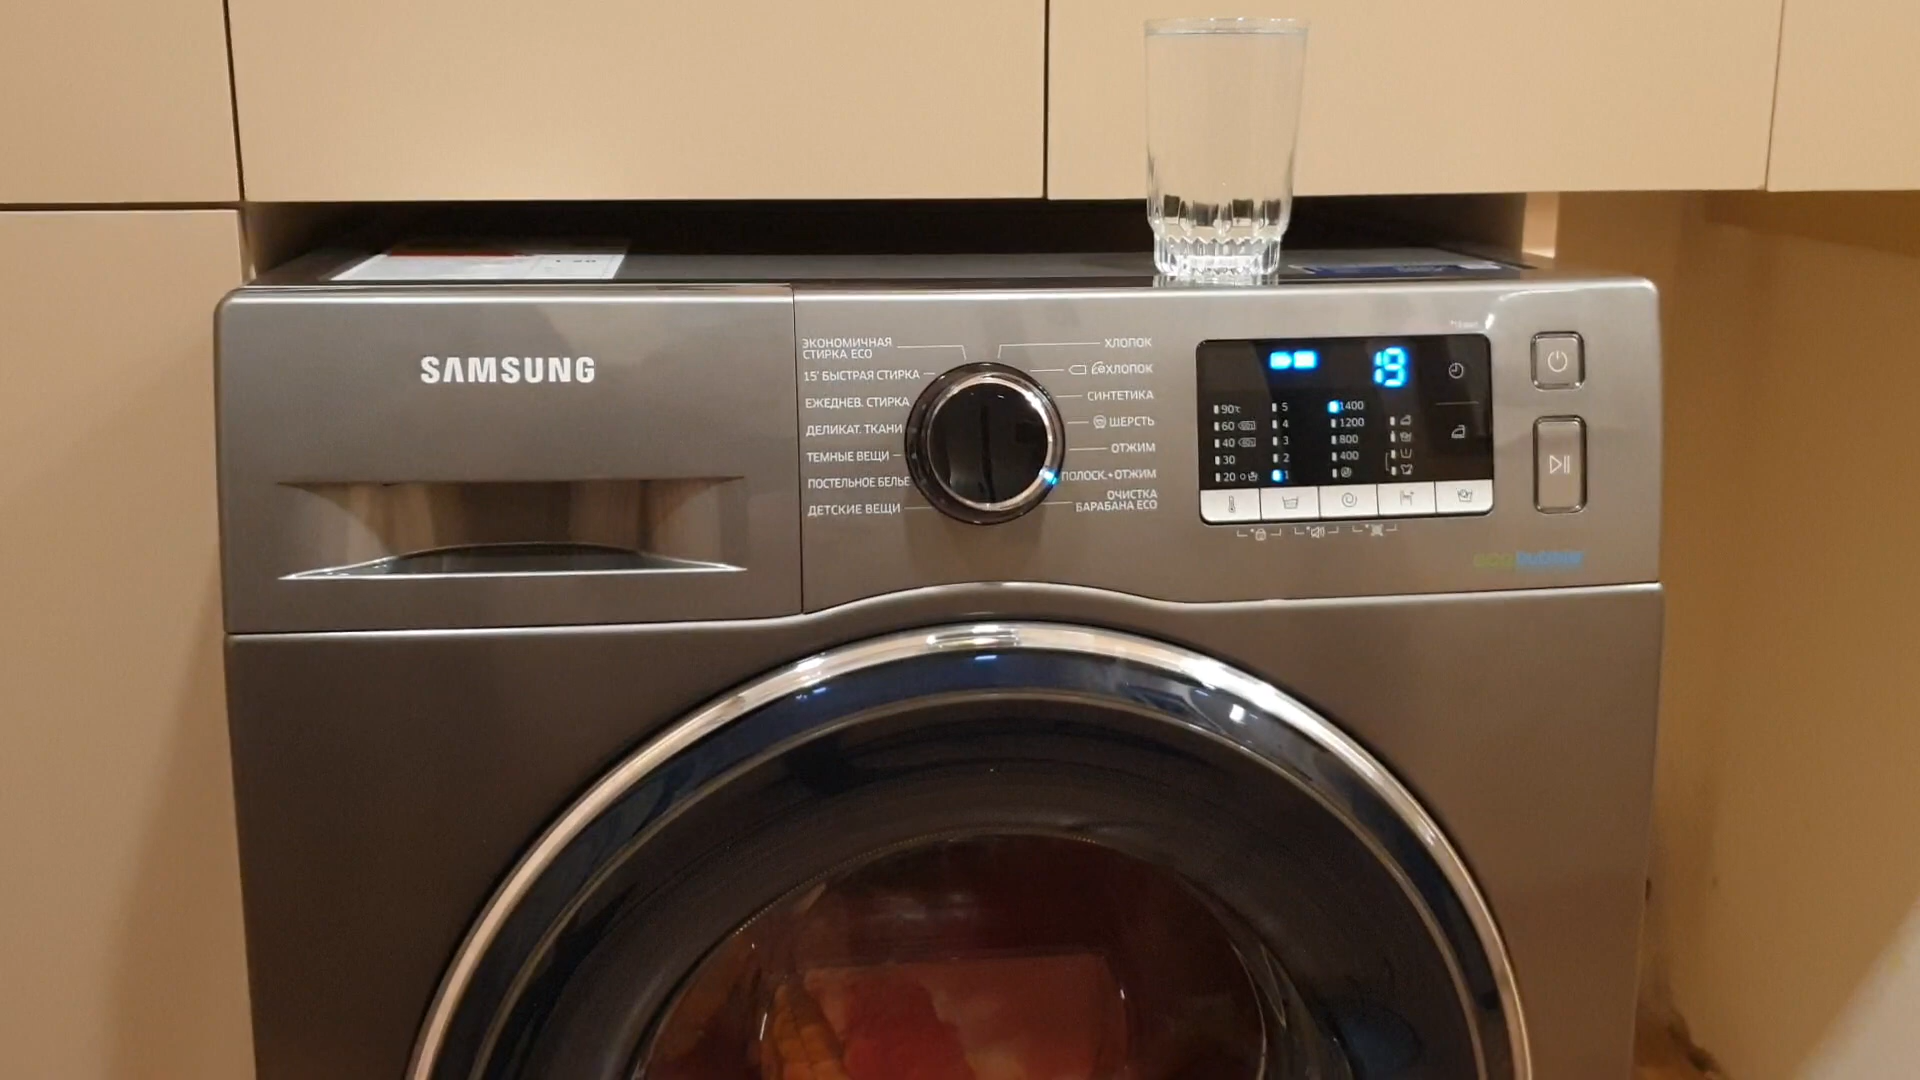 SAMSUNG
ЭКОНОМИЧНАЯ
СТИРКА ECO
15' БЫСТРАЯ СТИРКА
ЕЖЕДНЕВ. СТИРКА
ДЕЛИКАТ. ТКАНИ
ТЕМНЫЕ ВЕЩИ
ПОСТЕЛЬНОЕ БЕЛЬЕ
ДЕТСКИЕ ВЕЩИ
ХЛОПОК
ХЛОПОК
СИНТЕТИКА
ШЕРСТЬ
ОТЖИМ
ПОЛОСК.+ОТЖИМ
ОЧИСТКА
БАРАБАНА ECO
19
90℃ 5 1400
60 4 1200
40 3 800
30 2 400
20 1
eco bubble